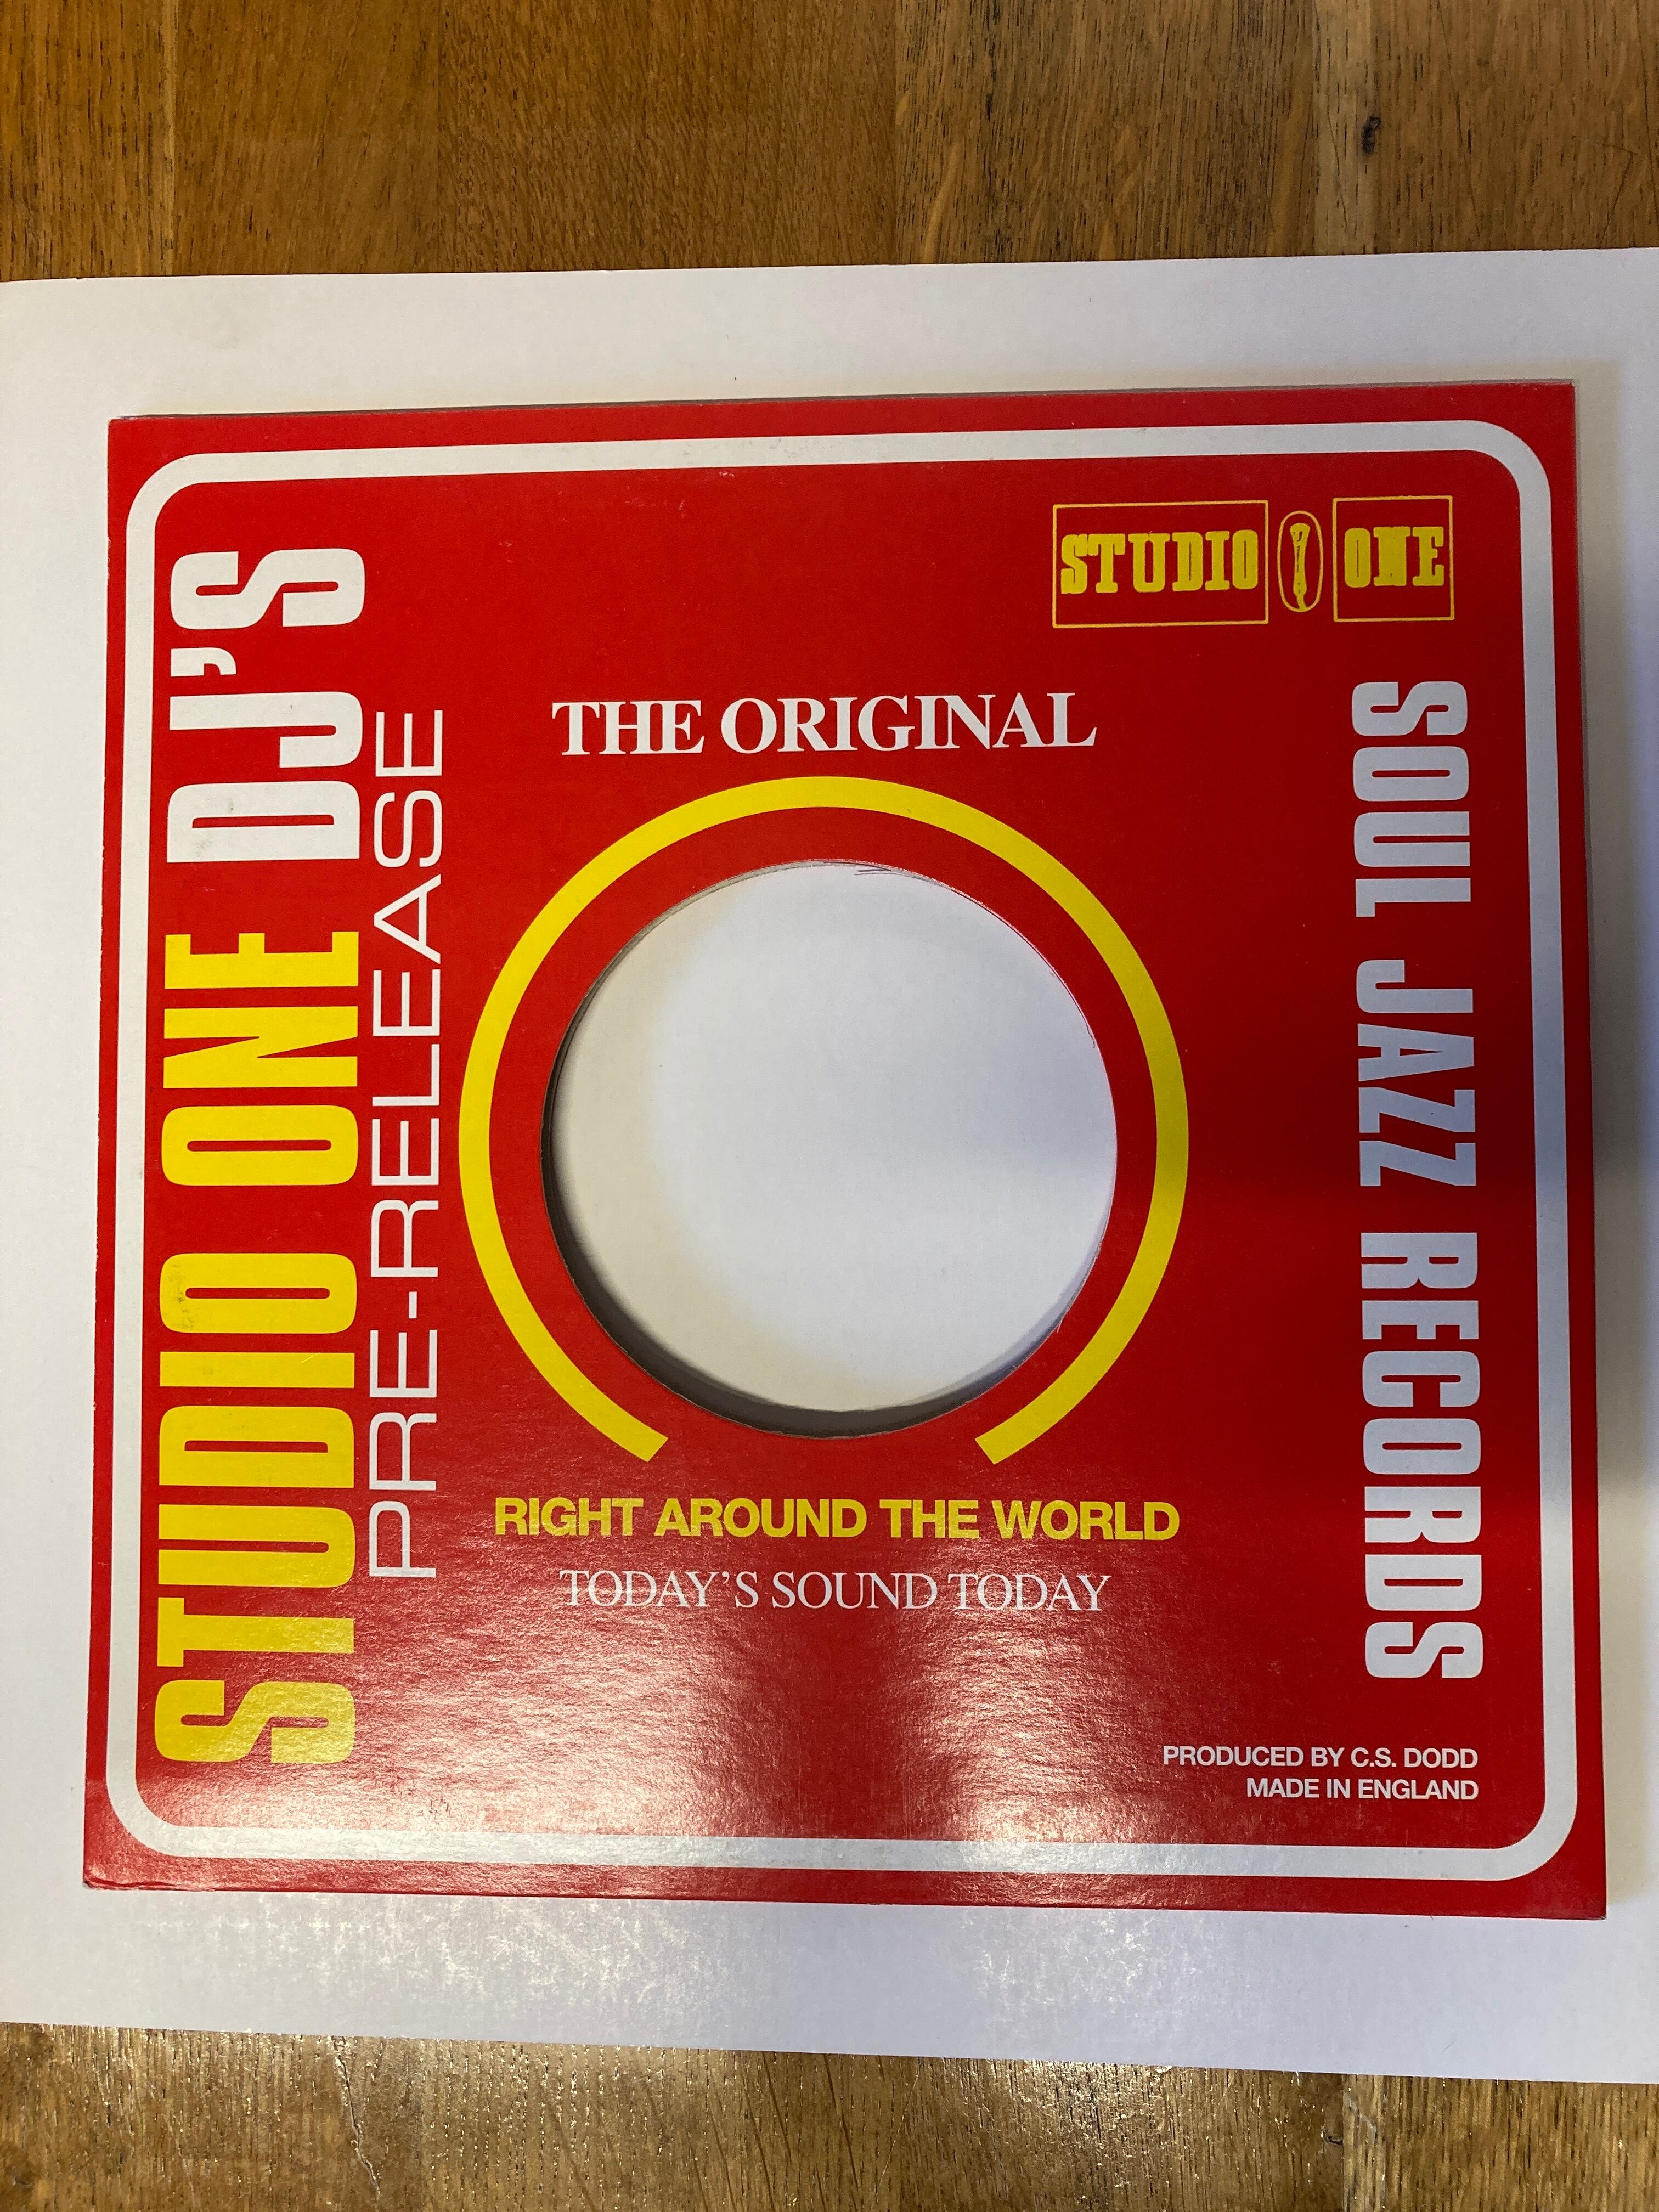 STUDIO ONE DJ'S
PRE-RELEASE
STUDIO ONE
THE ORIGINAL
RIGHT AROUND THE WORLD
TODAY'S SOUND TODAY
SOUL JAZZ RECORDS
PRODUCED BY C.S. DODD
MADE IN ENGLAND